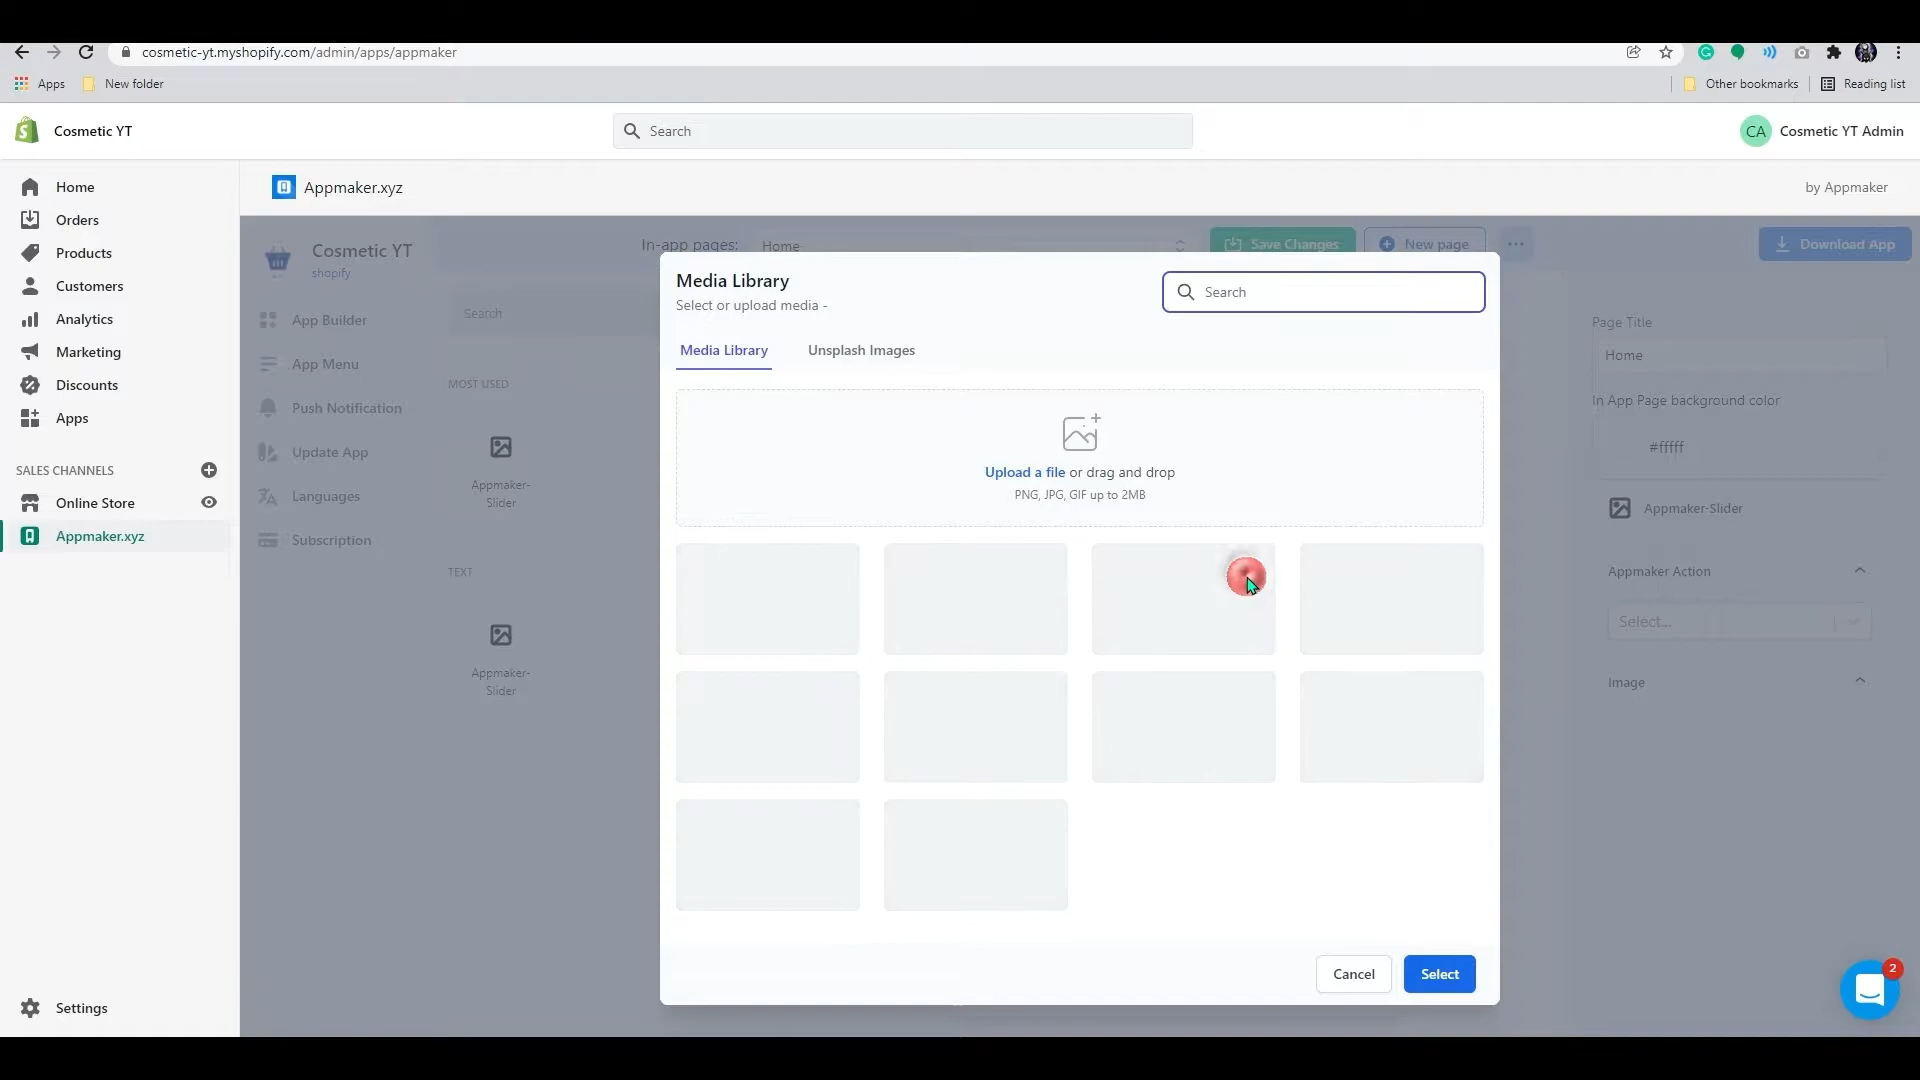 cosmetic-yt.myshopify.com/admin/apps/appmaker
Apps
New folder
Other bookmarks
Reading list
Cosmetic YT
Search
CA
Cosmetic YT Admin
Home
Orders
Products
Customers
Analytics
Marketing
Discounts
Apps
SALES CHANNELS
Online Store
Appmaker.xyz
Settings
Appmaker.xyz
by Appmaker
Cosmetic YT
shopify
In-app pages:
Home
Save Changes
New page
Download App
App Builder
App Menu
Push Notification
Update App
Languages
Subscription
Search
MOST USED
Appmaker-
Slider
TEXT
Appmaker-
Slider
Media Library
Select or upload media -
Search
Media Library
Unsplash Images
Upload a file or drag and drop
PNG, JPG, GIF up to 2MB
Cancel
Select
Page Title
Home
In App Page background color
#ffffff
Appmaker-Slider
Appmaker Action
Select...
Image
2